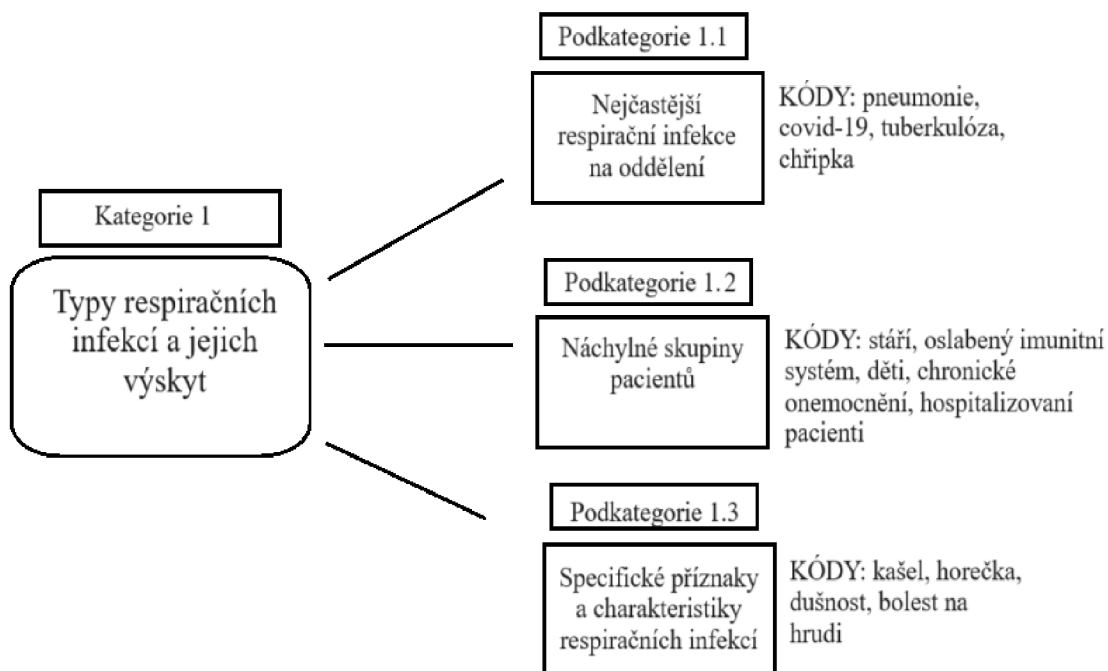 Kategorie 1
Typy respiračních
infekcí a jejich
výskyt
Podkategorie 1.1
Nejčastější
respirační infekce
na oddělení
KÓDY: pneumonie,
covid-19, tuberkulóza,
chřipka
Podkategorie 1.2
Náchylné skupiny
pacientů
KÓDY: stáří, oslabený imunitní
systém, děti, chronické
onemocnění, hospitalizovaní
pacienti
Podkategorie 1.3
Specifické příznaky
a charakteristiky
respiračních infekcí
KÓDY: kašel, horečka,
dušnost, bolest na
hrudi